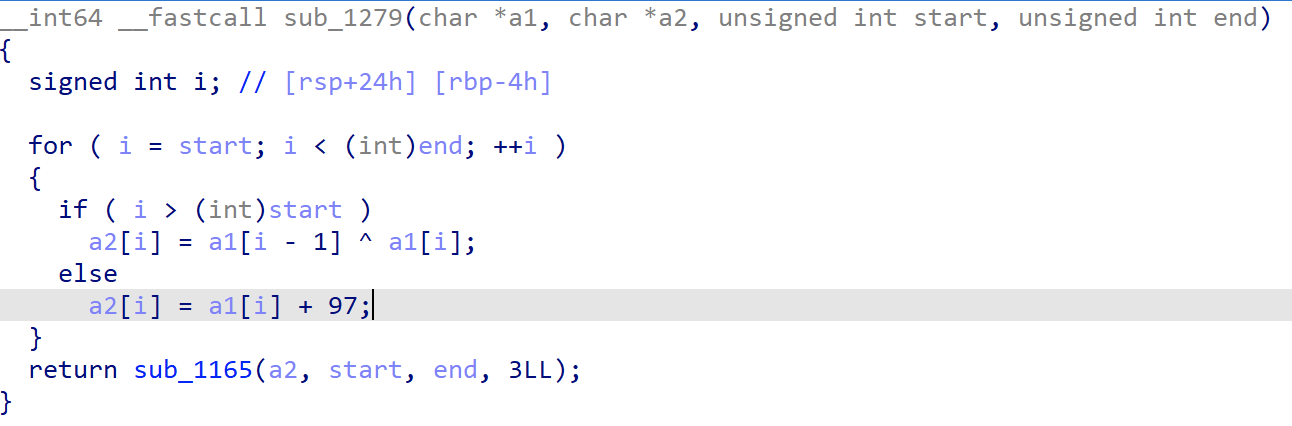 __int64 __fastcall sub_1279(char *a1, char *a2, unsigned int start, unsigned int end)
{
  signed int i; // [rsp+24h] [rbp-4h]

  for ( i = start; i < (int)end; ++i )
  {
    if ( i > (int)start )
      a2[i] = a1[i - 1] ^ a1[i];
    else
      a2[i] = a1[i] + 97;
  }
  return sub_1165(a2, start, end, 3LL);
}